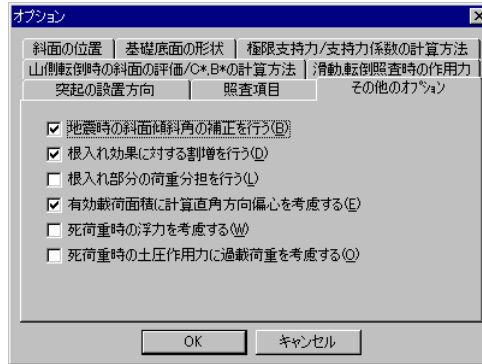 オプション
斜面の位置 基礎底面の形状 極限支持力/支持力係数の計算方法
山側転倒時の斜面の評価/C*,B*の計算方法 滑動,転倒照査時の作用力
突起の設置方向 照査項目 その他のオプション
地震時の斜面傾斜角の補正を行う(B)
根入れ効果に対する割増を行う(D)
根入れ部分の荷重分担を行う(L)
有効載荷面積に計算直角方向偏心を考慮する(E)
死荷重時の浮力を考慮する(W)
死荷重時の土圧作用力に過載荷重を考慮する(O)
OK キャンセル